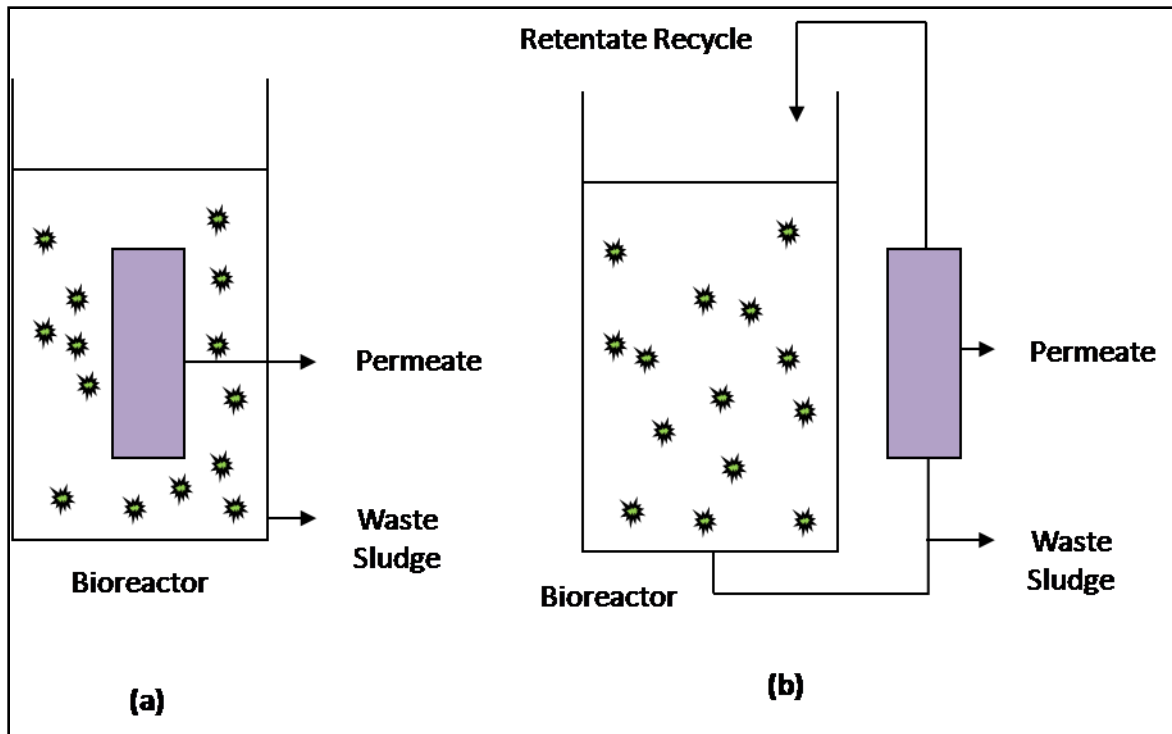 Permeate
Waste
Sludge
Bioreactor
(a)
Retentate Recycle
Permeate
Waste
Sludge
Bioreactor
(b)